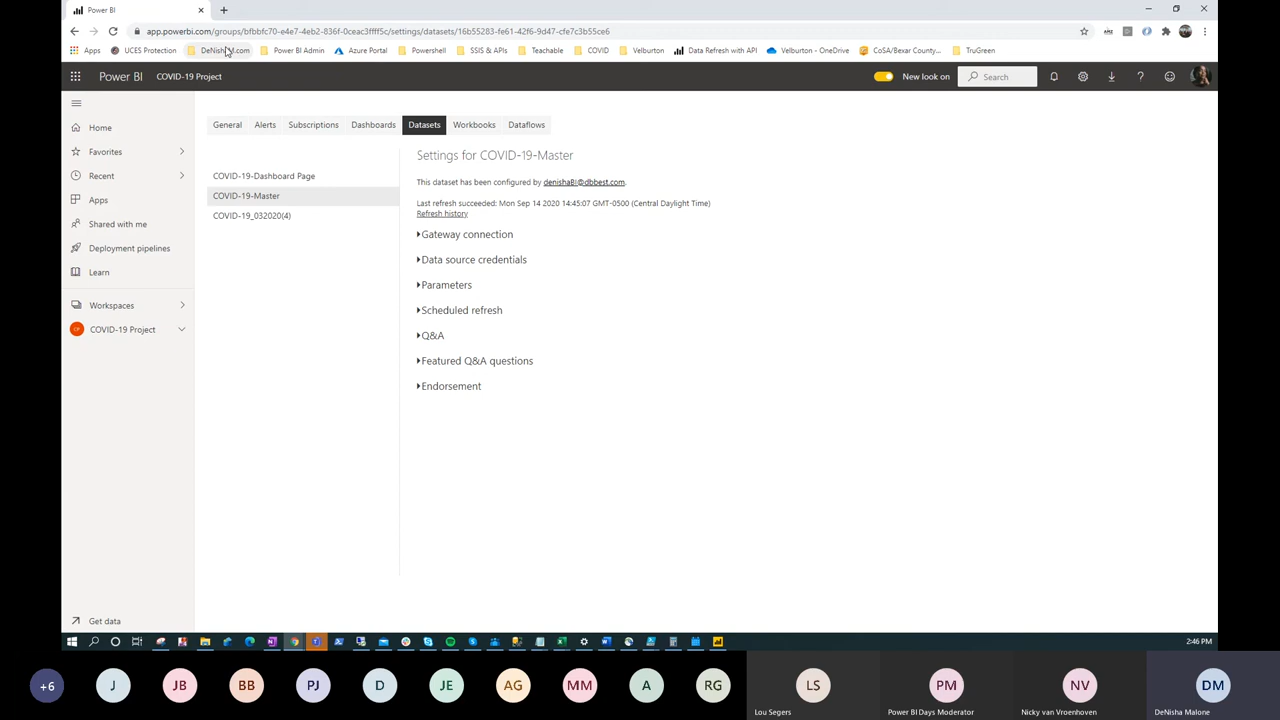 Power BI
app.powerbi.com/groups/bfbbfc70-e4e7-4eb2-836f-0ceac3ffff5c/settings/datasets/16b55283-fe61-42f6-9d47-cfe7c3b55ce6
Apps UCES Protection DeNisha M.com Power BI Admin Azure Portal Powershell SSIS & APIs Teachable COVID Velburton Data Refresh with API Velburton - OneDrive CoSA/Bexar County... TruGreen
Power BI COVID-19 Project New look on Search
Home
Favorites
Recent
Apps
Shared with me
Deployment pipelines
Learn
Workspaces
COVID-19 Project
Get data
General Alerts Subscriptions Dashboards Datasets Workbooks Dataflows
COVID-19-Dashboard Page
COVID-19-Master
COVID-19_032020(4)
Settings for COVID-19-Master
This dataset has been configured by denishaBI@dbbest.com.
Last refresh succeeded: Mon Sep 14 2020 14:45:07 GMT-0500 (Central Daylight Time)
Refresh history
Gateway connection
Data source credentials
Parameters
Scheduled refresh
Q&A
Featured Q&A questions
Endorsement
2:46 PM
+6 J JB BB PJ D JE AG MM A RG LS PM NV DM
Lou Segers Power BI Days Moderator Nicky van Vroenhoven DeNisha Malone